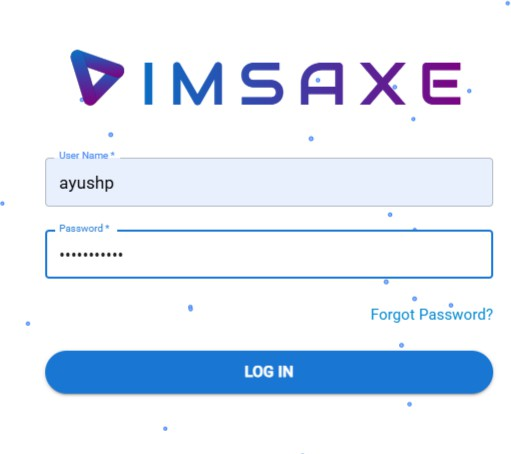 IMSAXE
User Name *
ayushp
Password *
•••••••••••
Forgot Password?
LOG IN